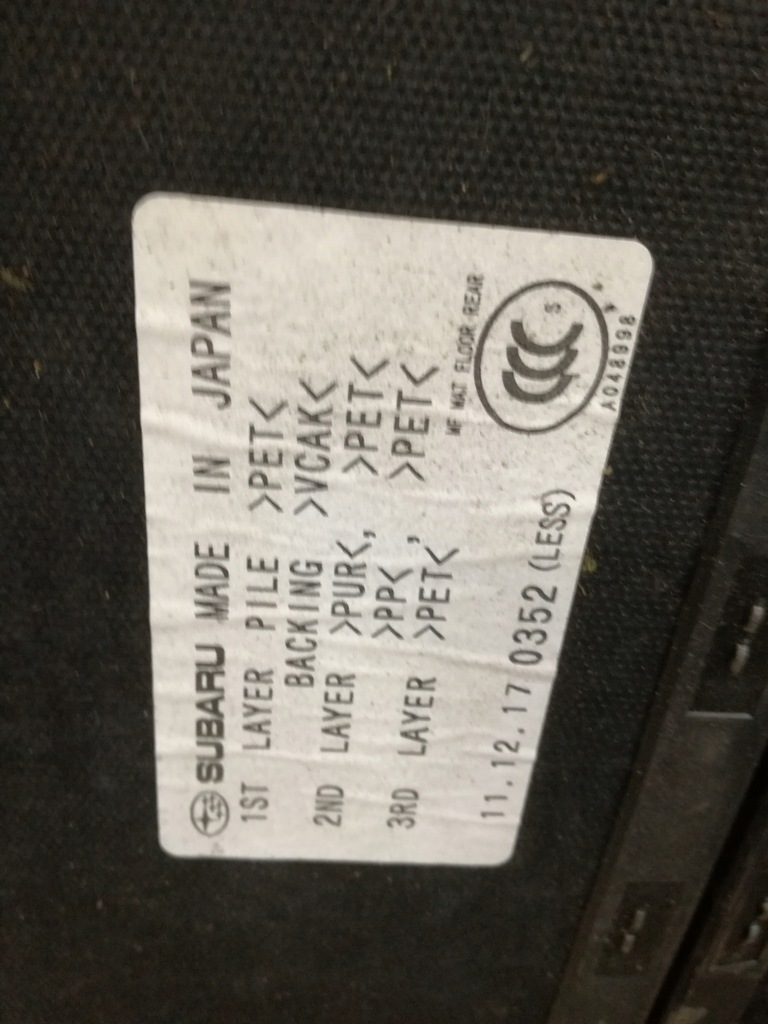 SUBARU MADE IN JAPAN
1ST LAYER PILE >PET<
BACKING >VCAK<
2ND LAYER >PUR<, >PET<
>PP< , >PET<
3RD LAYER >PET<
MF MAT FLOOR REAR
CCC S
A048998
11.12.17 0352 (LESS)